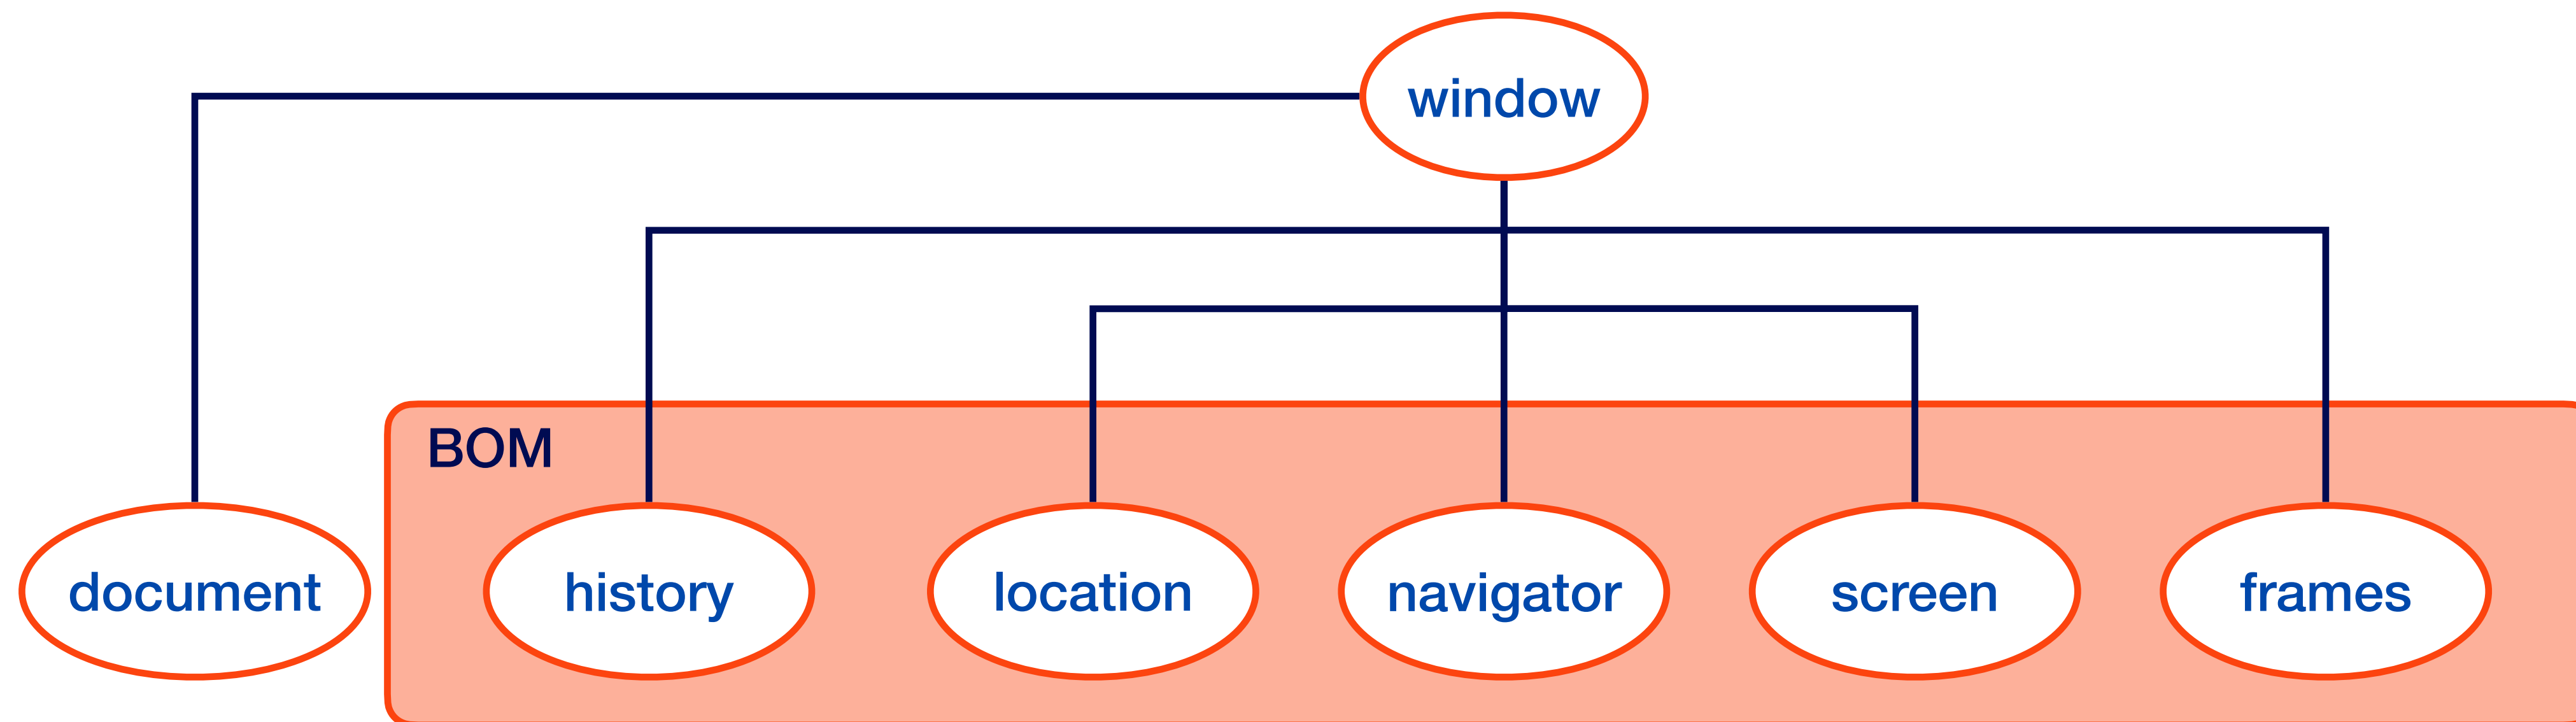 window
BOM
document
history
location
navigator
screen
frames